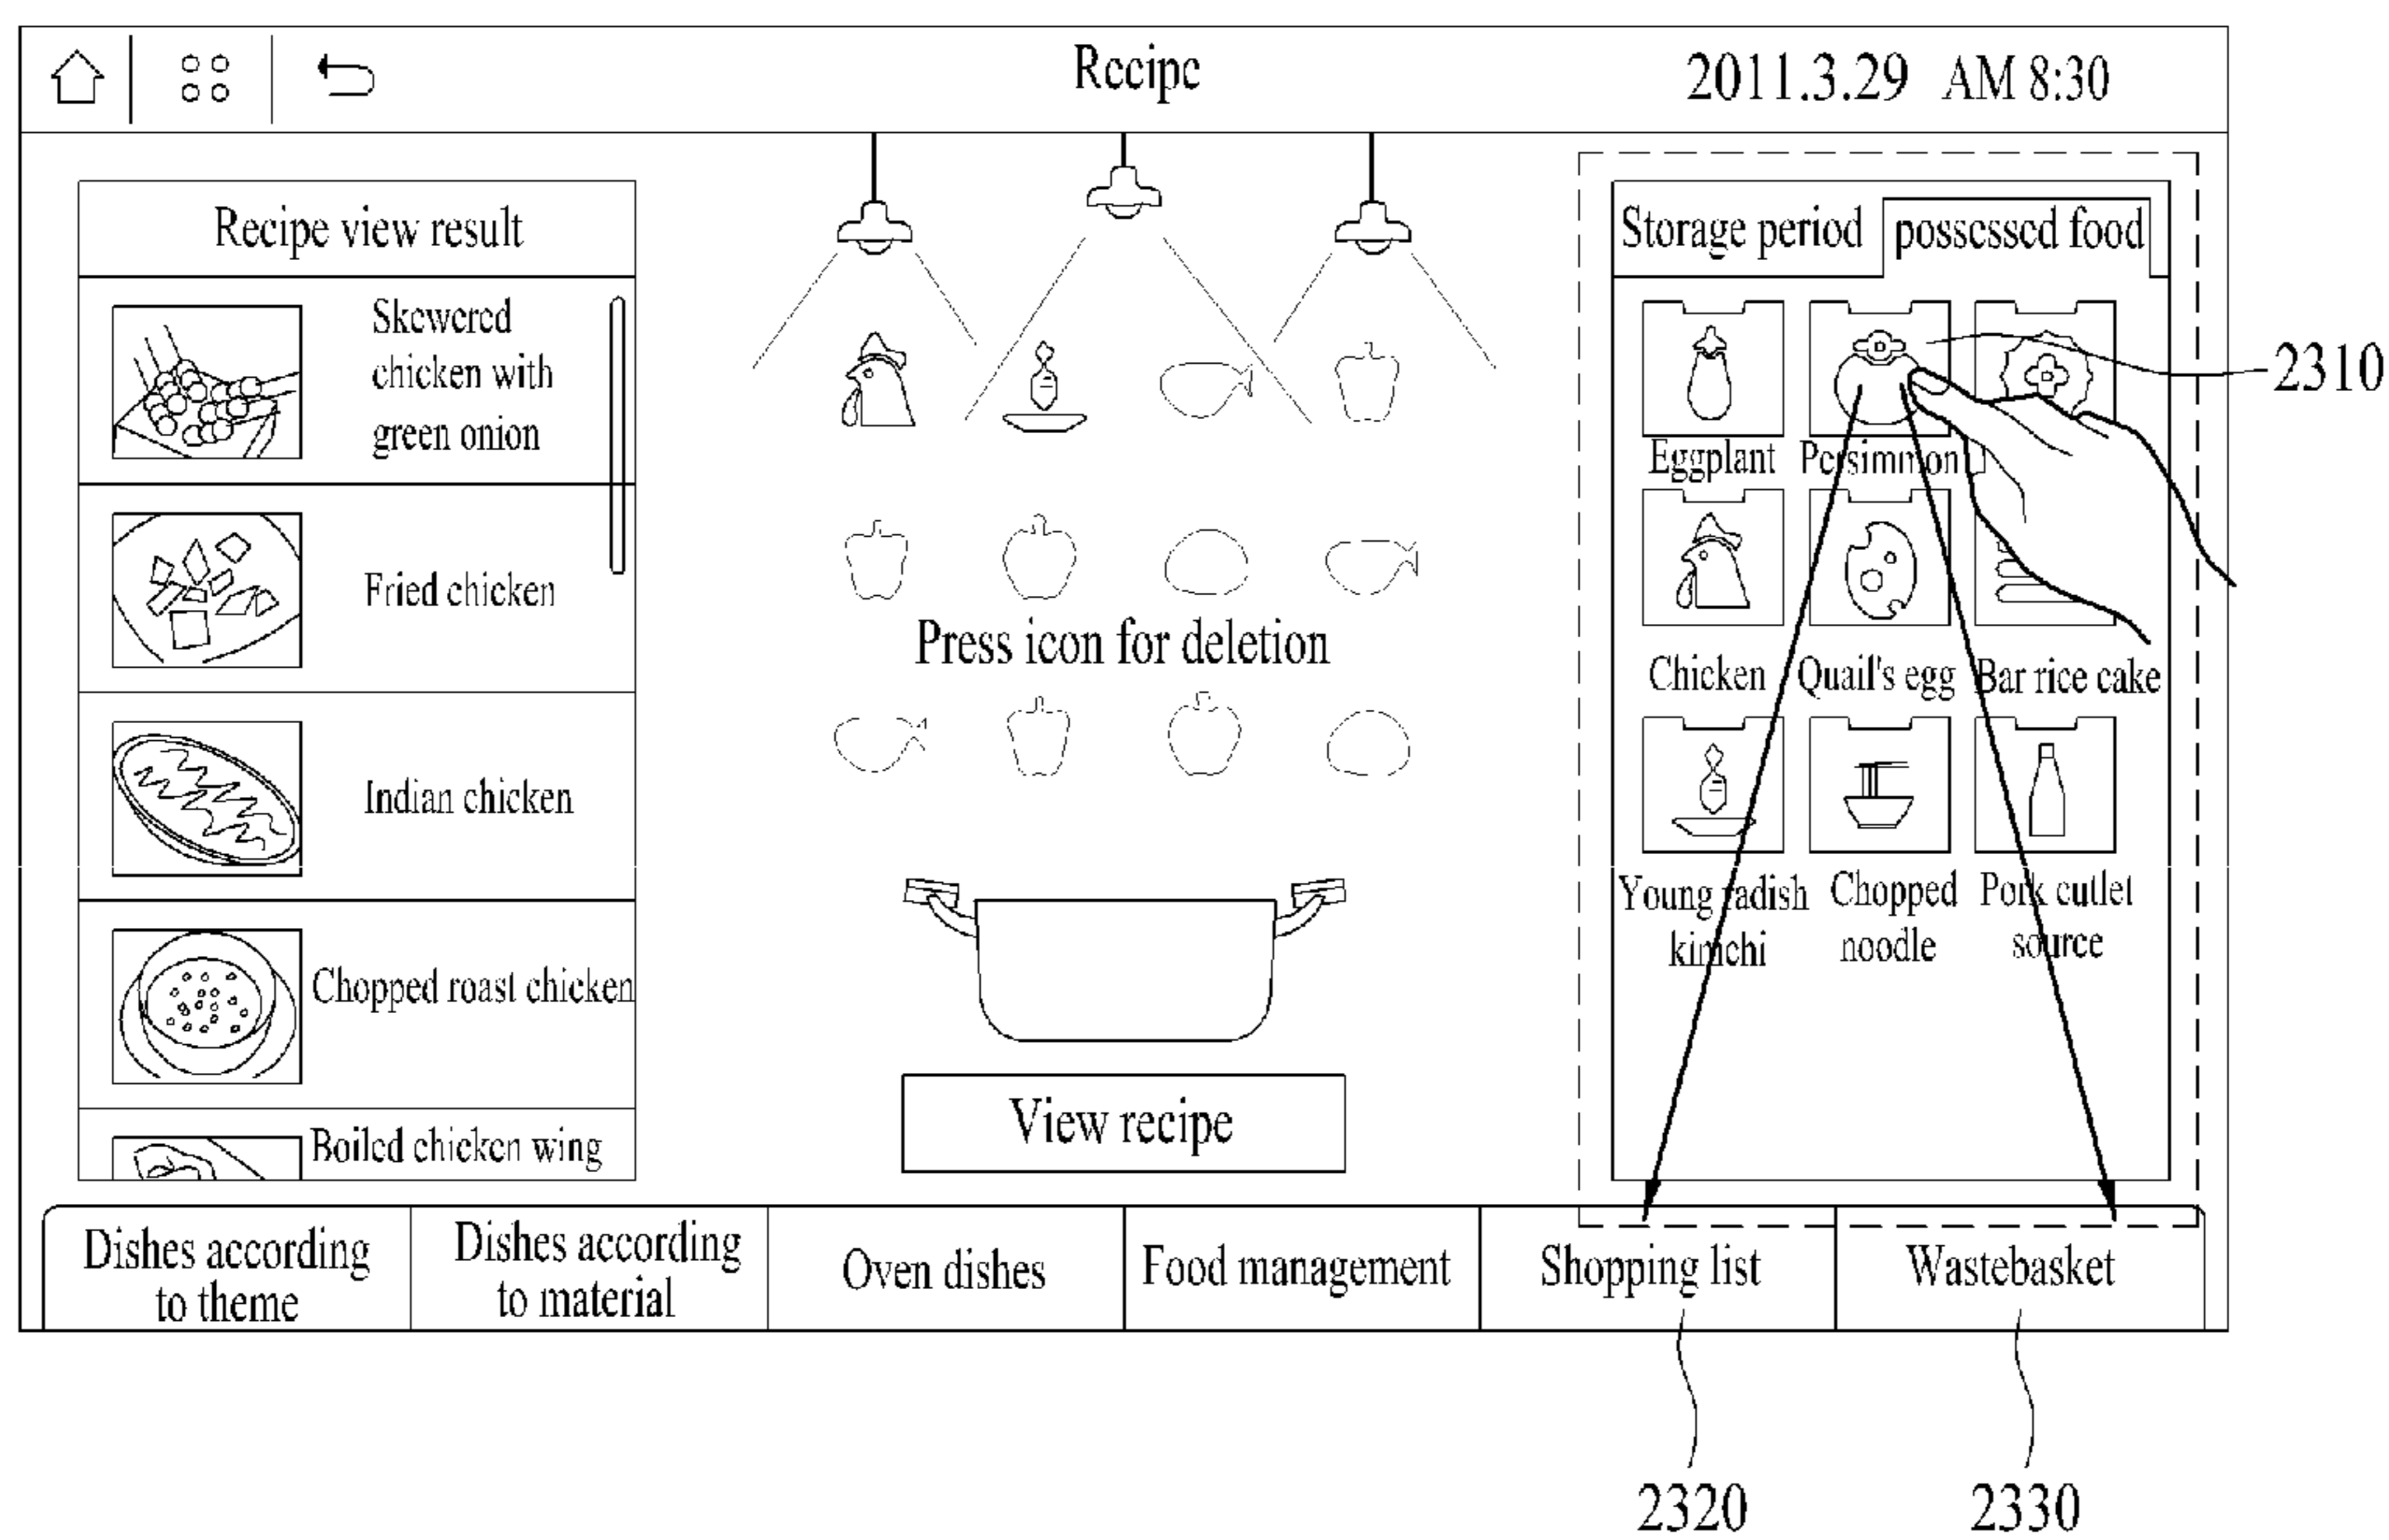 Recipe
2011.3.29 AM 8:30
Recipe view result
Skewered
chicken with
green onion
Fried chicken
Indian chicken
Chopped roast chicken
Boiled chicken wing
Press icon for deletion
View recipe
Storage period
possessed food
2310
Eggplant
Persimmon
Chicken
Quail's egg
Bar rice cake
Young radish
kimchi
Chopped
noodle
Pork cutlet
source
Dishes according
to theme
Dishes according
to material
Oven dishes
Food management
Shopping list
Wastebasket
2320
2330